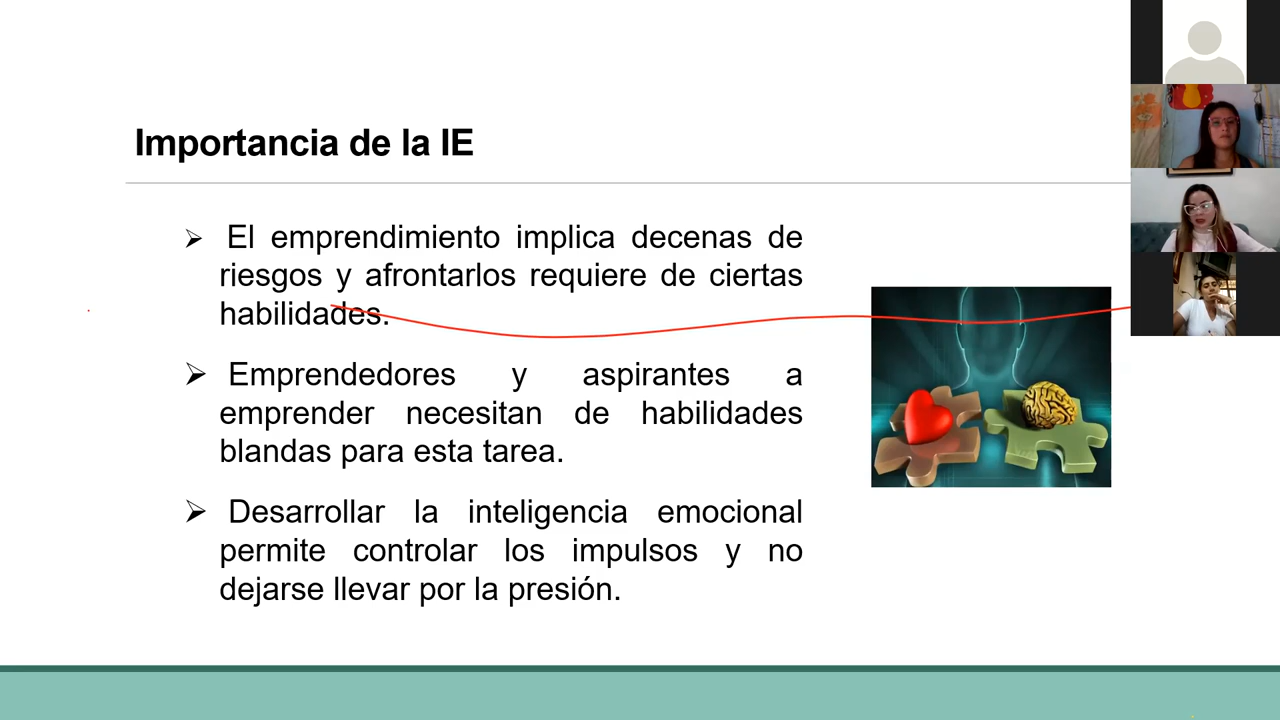 Importancia de la IE
➢ El emprendimiento implica decenas de
riesgos y afrontarlos requiere de ciertas
habilidades.
➢ Emprendedores y aspirantes a
emprender necesitan de habilidades
blandas para esta tarea.
➢ Desarrollar la inteligencia emocional
permite controlar los impulsos y no
dejarse llevar por la presión.